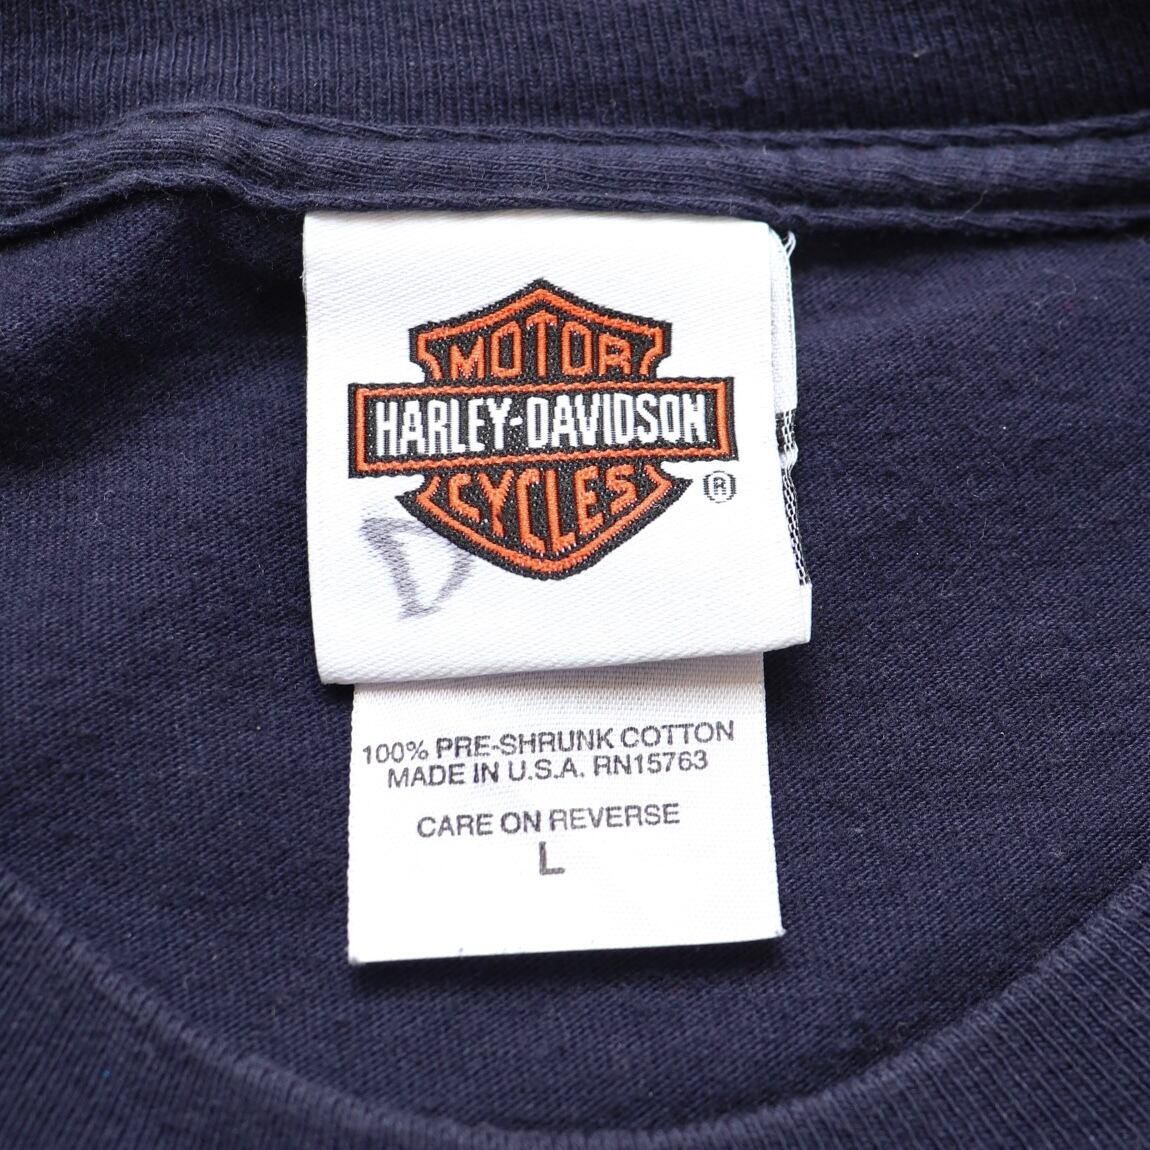 MOTOR
HARLEY-DAVIDSON
CYCLES
®
D
100% PRE-SHRUNK COTTON
MADE IN U.S.A. RN15763
CARE ON REVERSE
L